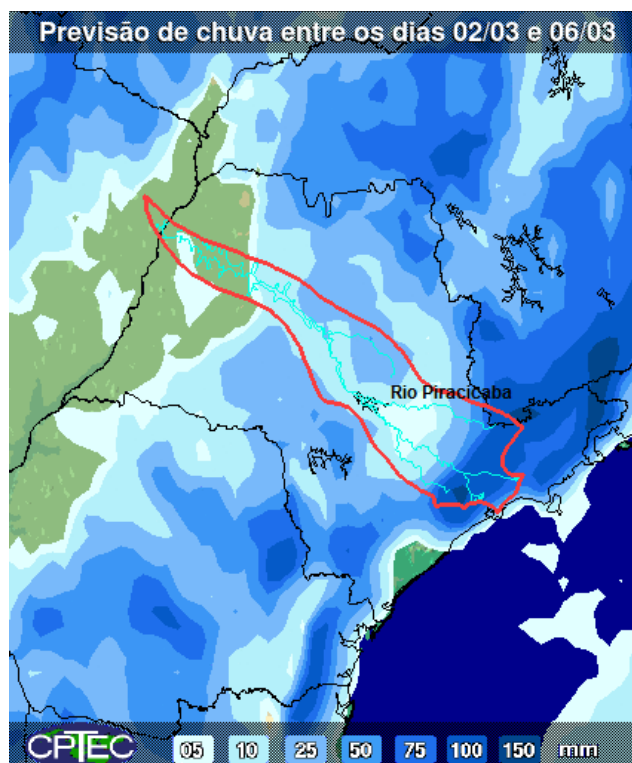 Previsão de chuva entre os dias 02/03 e 06/03
Rio Piracicaba
CPTEC 05 10 25 50 75 100 150 mm